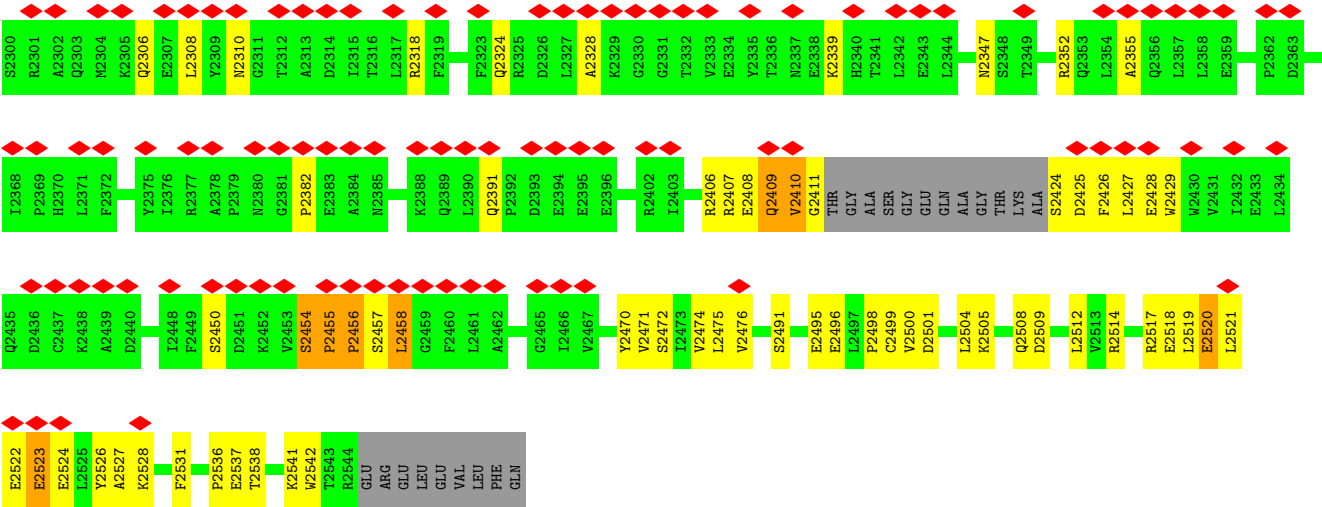 S2300 R2301 A2302 Q2303 M2304 K2305 Q2306 E2307 L2308 Y2309 N2310 G2311 T2312 A2313 D2314 I2315 T2316 L2317 R2318 F2319 F2323 Q2324 R2325 D2326 L2327 A2328 K2329 G2330 G2331 T2332 V2333 E2334 Y2335 T2336 N2337 E2338 K2339 H2340 T2341 L2342 E2343 L2344 N2347 S2348 T2349 R2352 Q2353 L2354 A2355 Q2356 L2357 L2358 E2359 P2362 D2363
I2368 P2369 H2370 L2371 F2372 Y2375 I2376 R2377 A2378 P2379 N2380 G2381 P2382 E2383 A2384 N2385 K2388 Q2389 L2390 Q2391 P2392 D2393 E2394 E2395 E2396 R2402 I2403 R2406 R2407 E2408 Q2409 V2410 G2411 THR GLY ALA SER GLY GLU GLN ALA GLY THR LYS ALA S2424 D2425 F2426 L2427 E2428 W2429 W2430 V2431 I2432 E2433 L2434
Q2435 D2436 C2437 K2438 A2439 D2440 I2448 F2449 S2450 D2451 K2452 V2453 S2454 P2455 P2456 S2457 L2458 G2459 F2460 L2461 A2462 G2465 I2466 V2467 Y2470 V2471 S2472 I2473 V2474 L2475 V2476 S2491 E2495 E2496 L2497 P2498 C2499 V2500 D2501 L2504 K2505 Q2508 D2509 L2512 V2513 R2514 R2517 E2518 L2519 E2520 L2521
E2522 E2523 E2524 L2525 Y2526 A2527 K2528 F2531 P2536 E2537 T2538 K2541 W2542 T2543 R2544 GLU ARG GLU LEU GLU VAL LEU PHE GLN